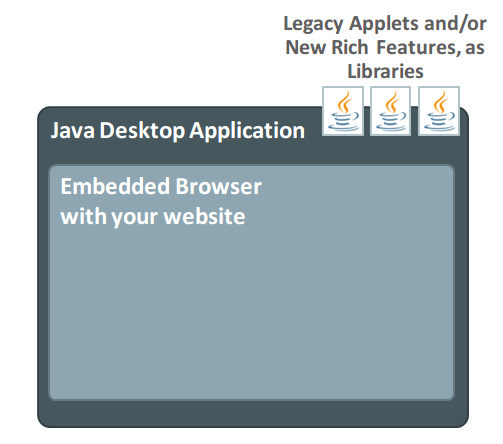 Legacy Applets and/or
New Rich Features, as
Libraries
Java Desktop Application
Embedded Browser
with your website